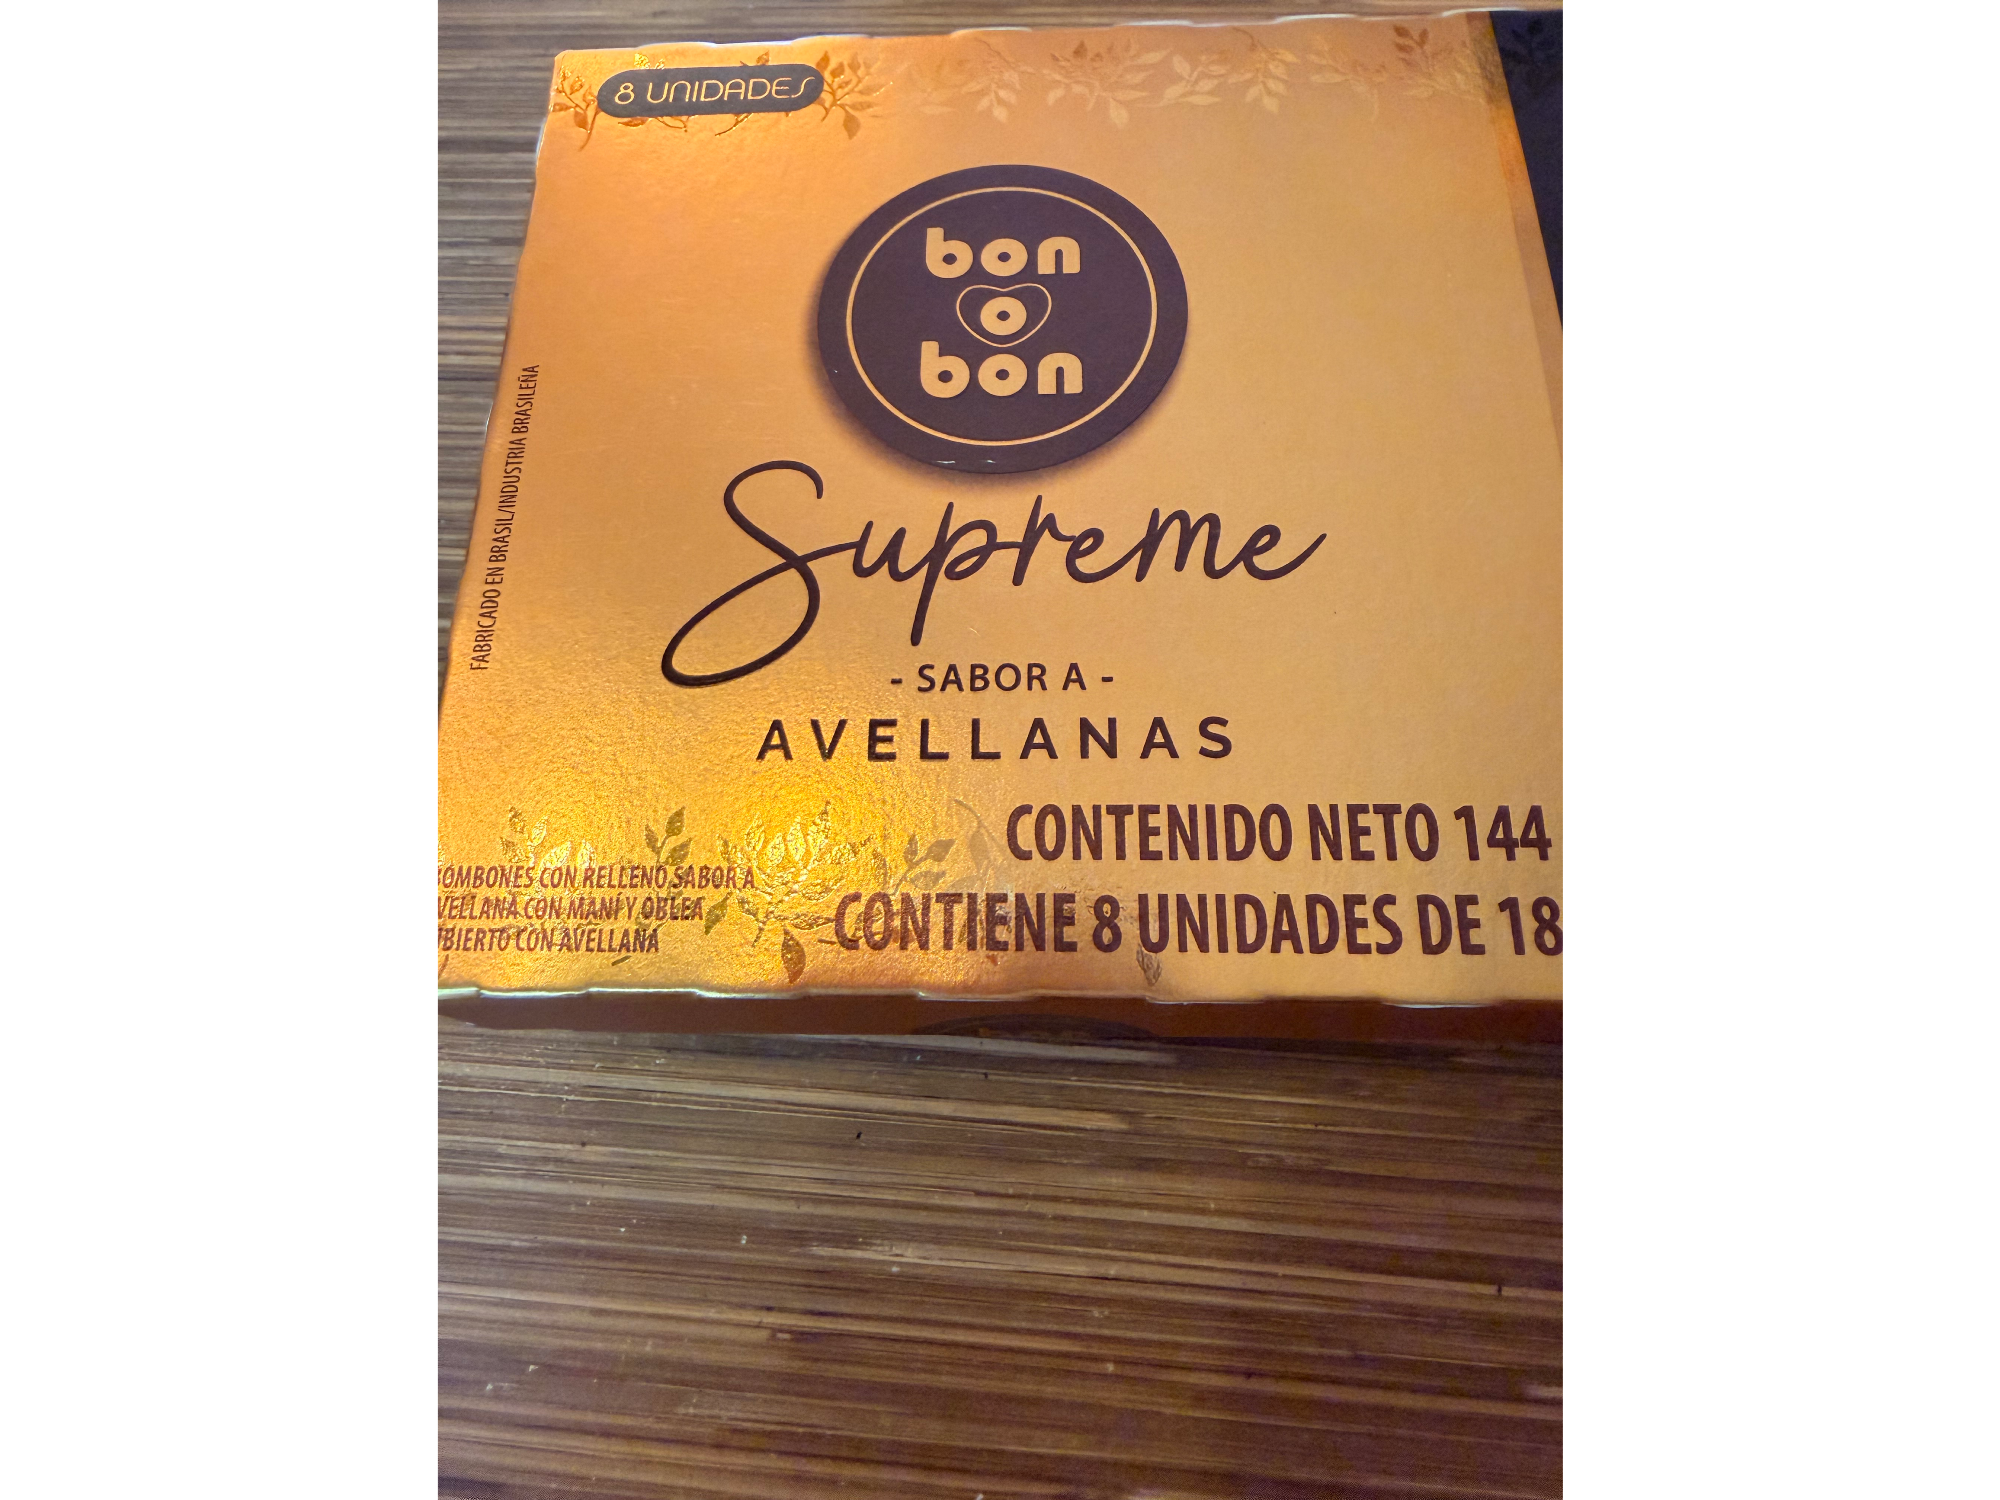 8 UNIDADES
bon
o
bon
Supreme
- SABOR A -
AVELLANAS
FABRICADO EN BRASIL/INDUSTRIA BRASILEÑA
CONTENIDO NETO 144
CONTIENE 8 UNIDADES DE 18
OMBONES CON RELLENO SABOR A
VELLANA CON MANÍ Y OBLEA
BIERTO CON AVELLANA